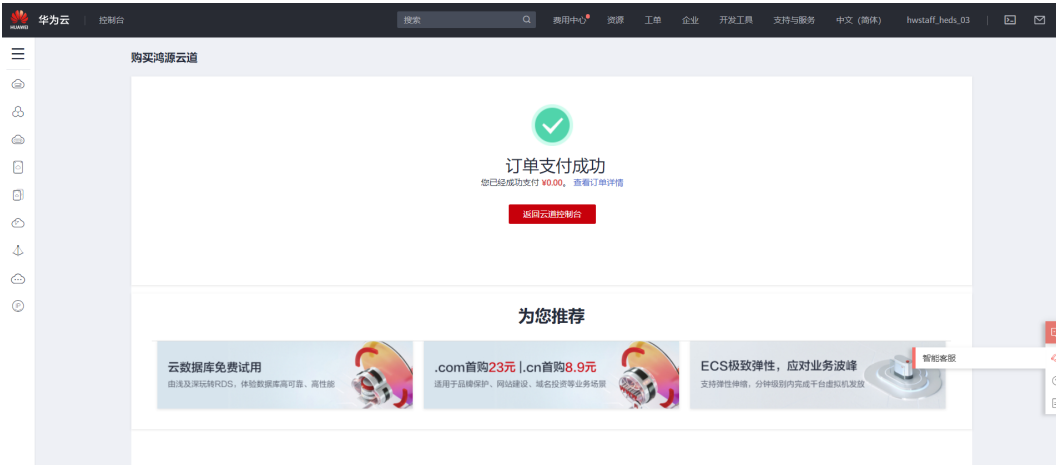 HUAWEI
华为云 | 控制台 搜索 费用中心 资源 工单 企业 开发工具 支持与服务 中文 (简体) hwstaff_heds_03
购买鸿源云道
订单支付成功
您已经成功支付 ¥0.00。 查看订单详情
返回云道控制台
为您推荐
云数据库免费试用
由浅及深玩转RDS、体验数据库高可靠、高性能
.com首购23元 | .cn首购8.9元
适用于品牌保护、网站建设、域名投资等业务场景
ECS极致弹性，应对业务波峰
支持弹性伸缩，分钟级别内完成千台虚拟机发放
智能客服